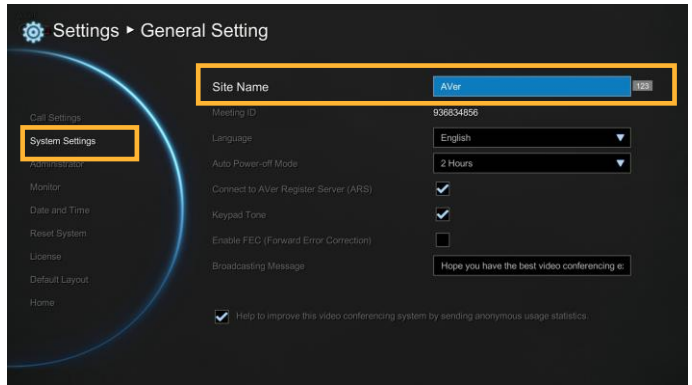 Settings ▸ General Setting
Site Name AVer 123
Meeting ID 936834856
Language English
Auto Power-off Mode 2 Hours
Connect to AVer Register Server (ARS)
Keypad Tone
Enable FEC (Forward Error Correction)
Broadcasting Message Hope you have the best video conferencing e:
Help to improve this video conferencing system by sending anonymous usage statistics.
Call Settings
System Settings
Administrator
Monitor
Date and Time
Reset System
License
Default Layout
Home